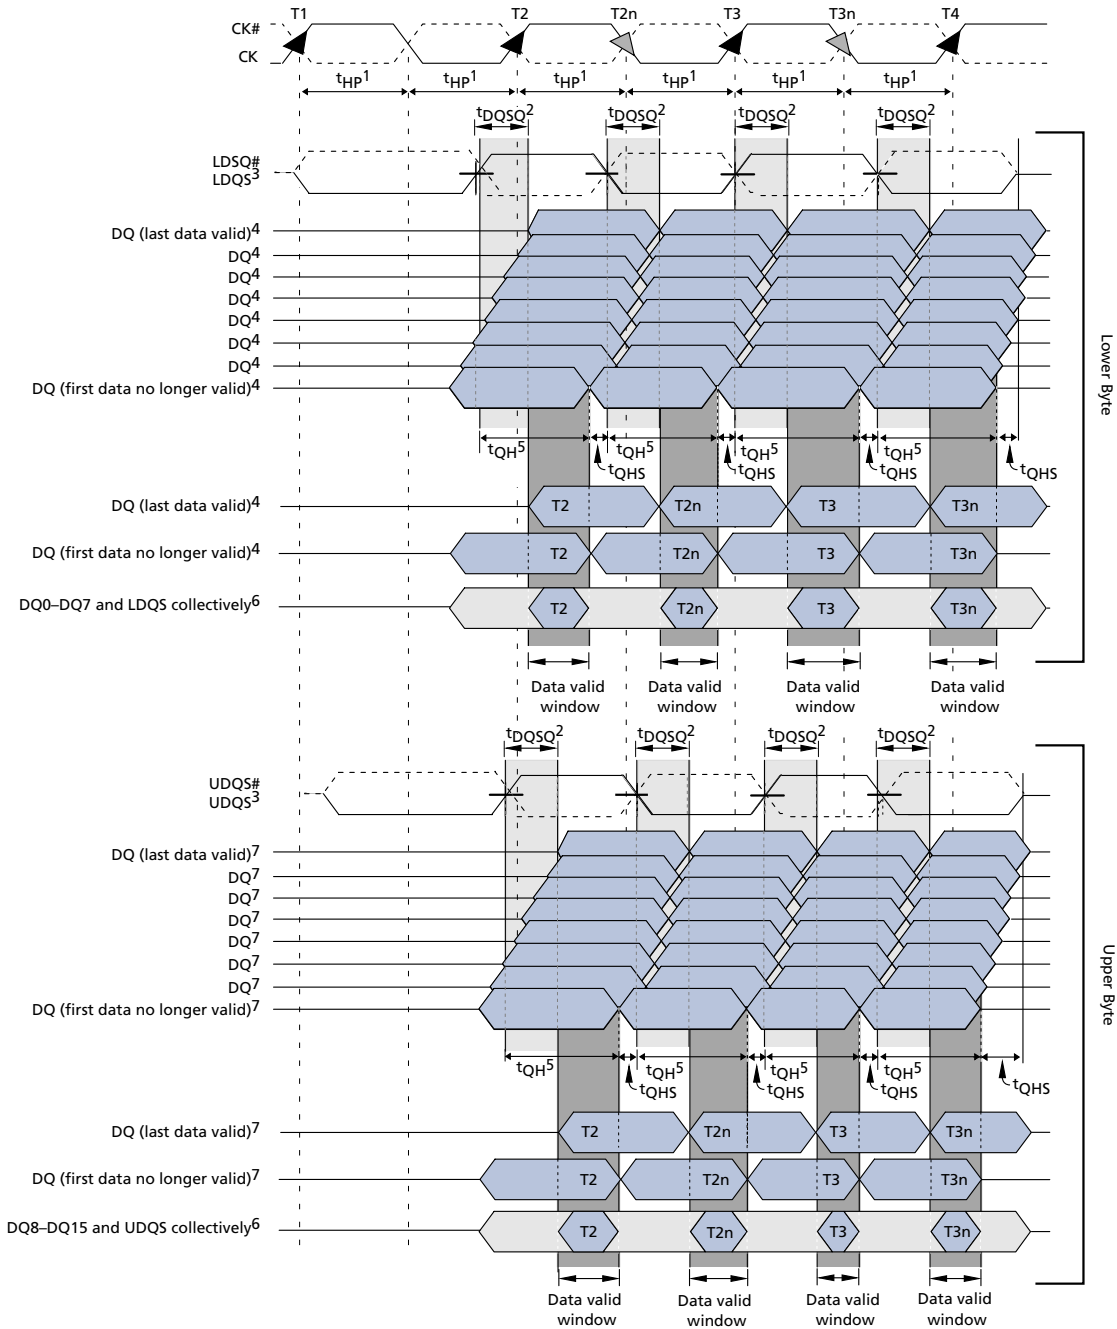 T1 T2 T2n T3 T3n T4
CK#
CK
tHP1 tHP1 tHP1 tHP1 tHP1 tHP1
tDQSQ2 tDQSQ2 tDQSQ2 tDQSQ2
LDSQ#
LDQS3
DQ (last data valid)4
DQ4
DQ4
DQ4
DQ4
DQ4
DQ4
DQ (first data no longer valid)4
Lower Byte
tQH5 tQH5 tQH5 tQH5
tQHS tQHS tQHS tQHS
DQ (last data valid)4 T2 T2n T3 T3n
DQ (first data no longer valid)4 T2 T2n T3 T3n
DQ0–DQ7 and LDQS collectively6 T2 T2n T3 T3n
Data valid window Data valid window Data valid window Data valid window
tDQSQ2 tDQSQ2 tDQSQ2 tDQSQ2
UDQS#
UDQS3
DQ (last data valid)7
DQ7
DQ7
DQ7
DQ7
DQ7
DQ7
DQ (first data no longer valid)7
Upper Byte
tQH5 tQH5 tQH5 tQH5
tQHS tQHS tQHS tQHS
DQ (last data valid)7 T2 T2n T3 T3n
DQ (first data no longer valid)7 T2 T2n T3 T3n
DQ8–DQ15 and UDQS collectively6 T2 T2n T3 T3n
Data valid window Data valid window Data valid window Data valid window